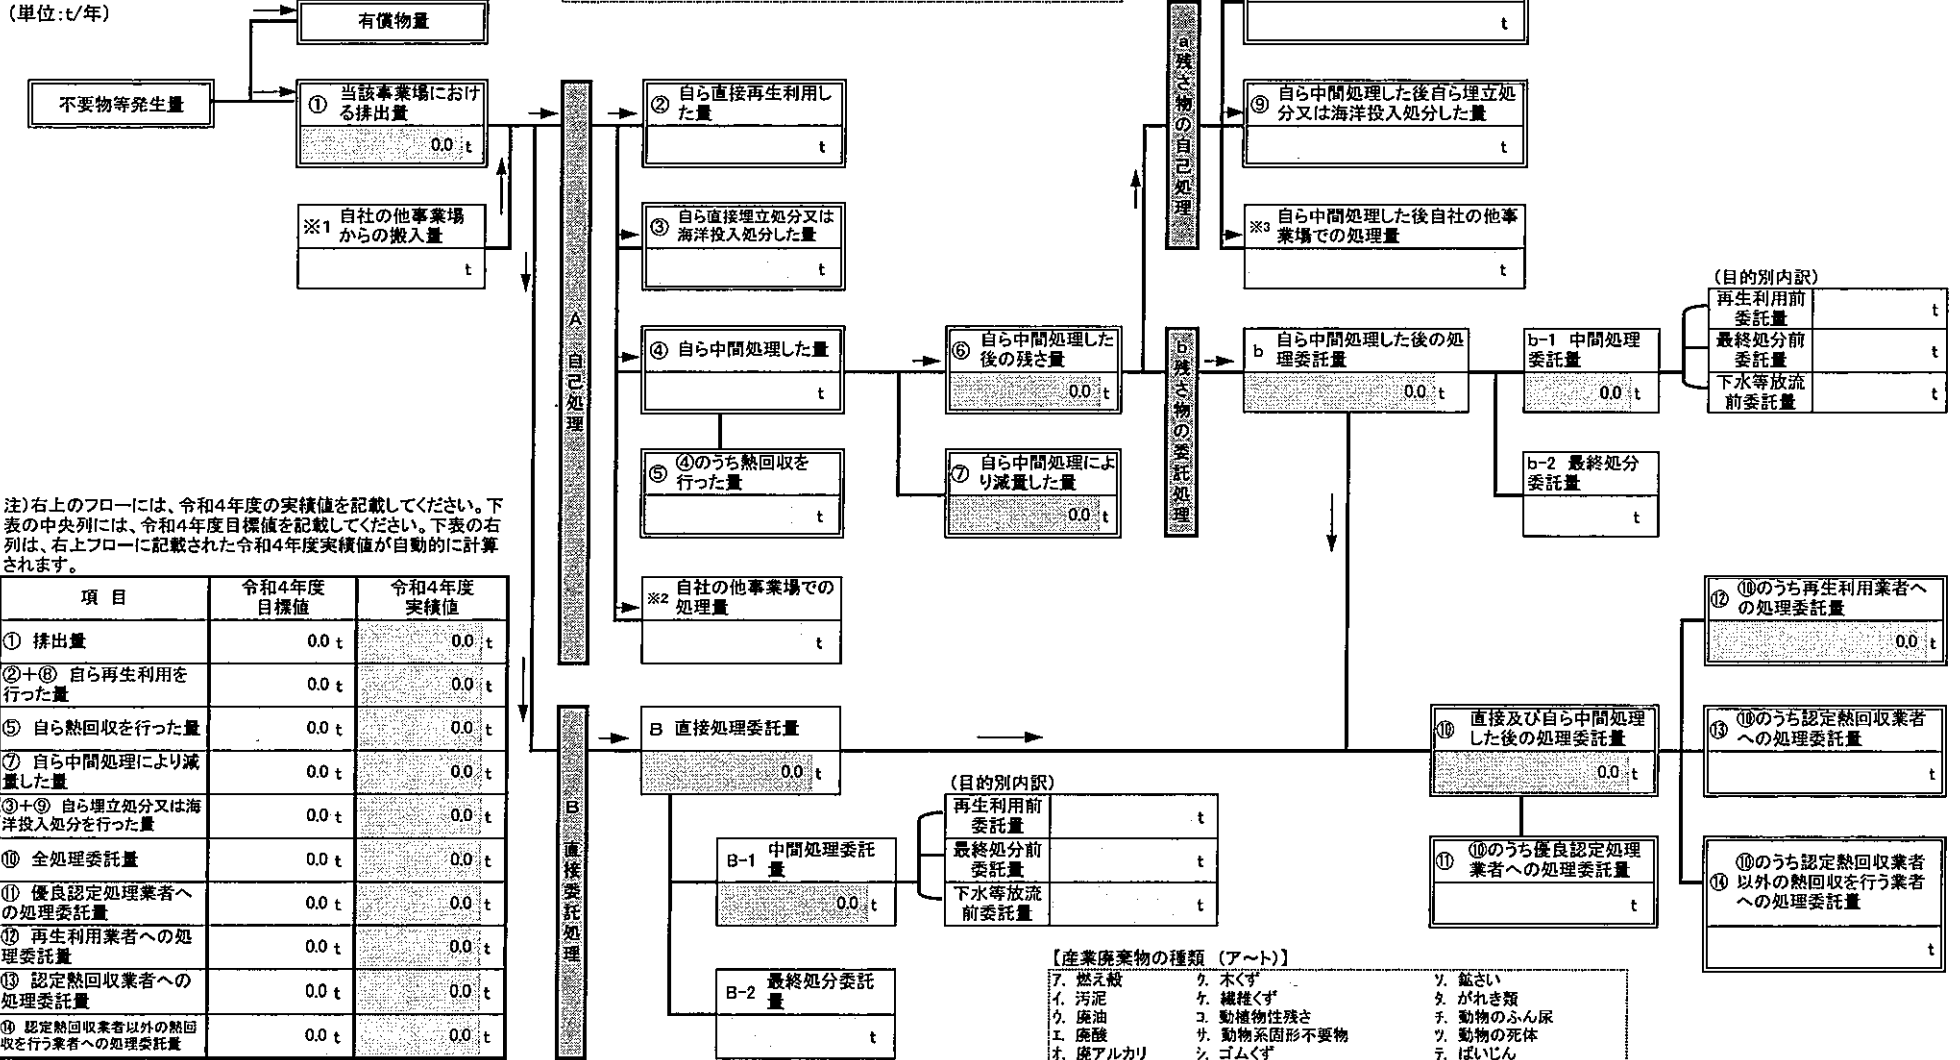 (単位:t/年)
有償物量
不要物等発生量
① 当該事業場におけ
る排出量
0.0 t
※1 自社の他事業場
からの搬入量
t
A 自己処理
② 自ら直接再生利用し
た量
t
③ 自ら直接埋立処分又は
海洋投入処分した量
t
④ 自ら中間処理した量
t
⑤ ④のうち熱回収を
行った量
t
※2 自社の他事業場での
処理量
t
⑥ 自ら中間処理した
後の残さ量
0.0 t
⑦ 自ら中間処理によ
り減量した量
0.0 t
a残さ物の自己処理
t
⑨ 自ら中間処理した後自ら埋立処
分又は海洋投入処分した量
t
※3 自ら中間処理した後自社の他事
業場での処理量
t
b残さ物の委託処理
b 自ら中間処理した後の処
理委託量
0.0 t
b-1 中間処理
委託量
0.0 t
b-2 最終処分
委託量
t
(目的別内訳)
再生利用前
委託量
t
最終処分前
委託量
t
下水等放流
前委託量
t
注)右上のフローには、令和4年度の実績値を記載してください。下
表の中央列には、令和4年度目標値を記載してください。下表の右
列は、右上フローに記載された令和4年度実績値が自動的に計算
されます。
項 目 令和4年度
目標値 令和4年度
実績値
① 排出量 0.0 t 0.0 t
②+⑧ 自ら再生利用を
行った量 0.0 t 0.0 t
⑤ 自ら熱回収を行った量 0.0 t 0.0 t
⑦ 自ら中間処理により減
量した量 0.0 t 0.0 t
③+⑨ 自ら埋立処分又は海
洋投入処分を行った量 0.0 t 0.0 t
⑩ 全処理委託量 0.0 t 0.0 t
⑪ 優良認定処理業者へ
の処理委託量 0.0 t 0.0 t
⑫ 再生利用業者への処
理委託量 0.0 t 0.0 t
⑬ 認定熱回収業者への
処理委託量 0.0 t 0.0 t
⑭ 認定熱回収業者以外の熱回
収を行う業者への処理委託量 0.0 t 0.0 t
B 直接委託処理
B 直接処理委託量
0.0 t
B-1 中間処理委託
量
0.0 t
B-2 最終処分委託
量
t
(目的別内訳)
再生利用前
委託量
t
最終処分前
委託量
t
下水等放流
前委託量
t
⑩ 直接及び自ら中間処理
した後の処理委託量
0.0 t
⑪ ⑩のうち優良認定処理
業者への処理委託量
t
⑫ ⑩のうち再生利用業者へ
の処理委託量
0.0 t
⑬ ⑩のうち認定熱回収業者
への処理委託量
t
⑭ ⑩のうち認定熱回収業者
以外の熱回収を行う業者
への処理委託量
t
【産業廃棄物の種類 (ア～ト)】
ア. 燃え殻 ク. 木くず ソ. 鉱さい
イ. 汚泥 ケ. 繊維くず タ. がれき類
ウ. 廃油 コ. 動植物性残さ チ. 動物のふん尿
エ. 廃酸 サ. 動物系固形不要物 ツ. 動物の死体
オ. 廃アルカリ シ. ゴムくず テ. ばいじん